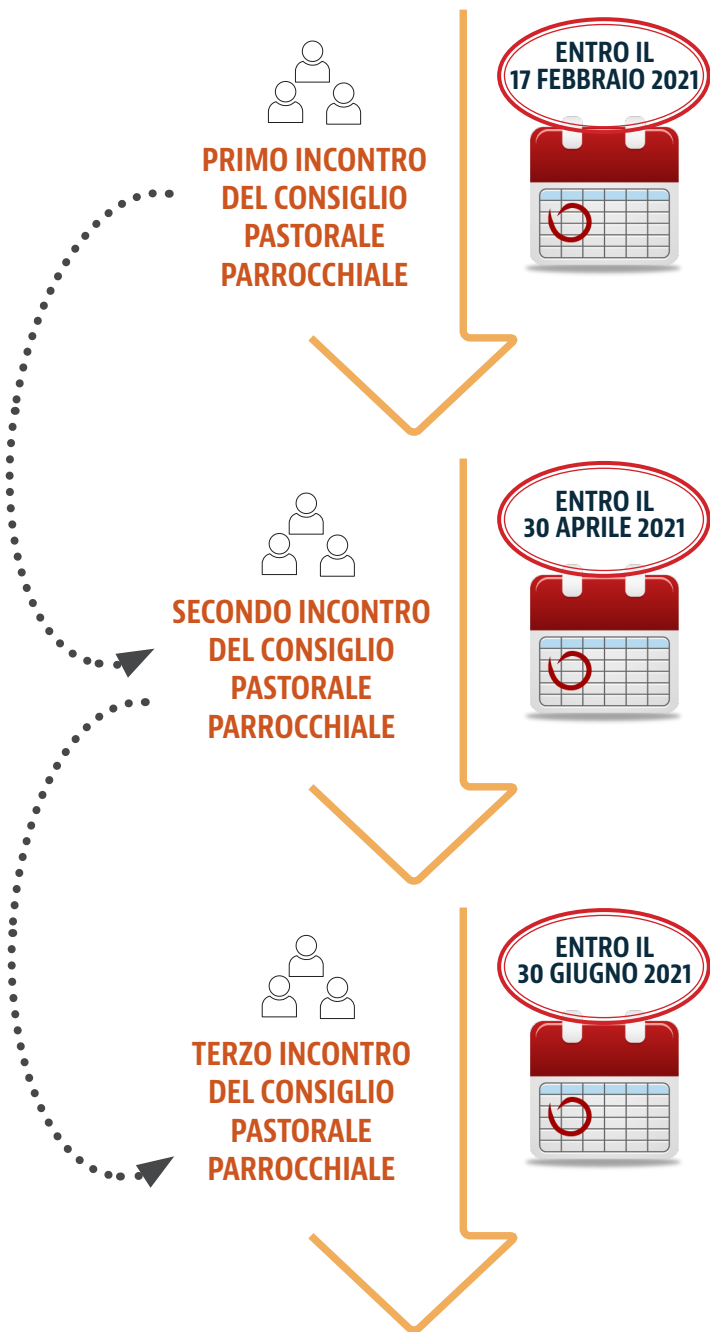 ENTRO IL
17 FEBBRAIO 2021
PRIMO INCONTRO
DEL CONSIGLIO
PASTORALE
PARROCCHIALE
ENTRO IL
30 APRILE 2021
SECONDO INCONTRO
DEL CONSIGLIO
PASTORALE
PARROCCHIALE
ENTRO IL
30 GIUGNO 2021
TERZO INCONTRO
DEL CONSIGLIO
PASTORALE
PARROCCHIALE